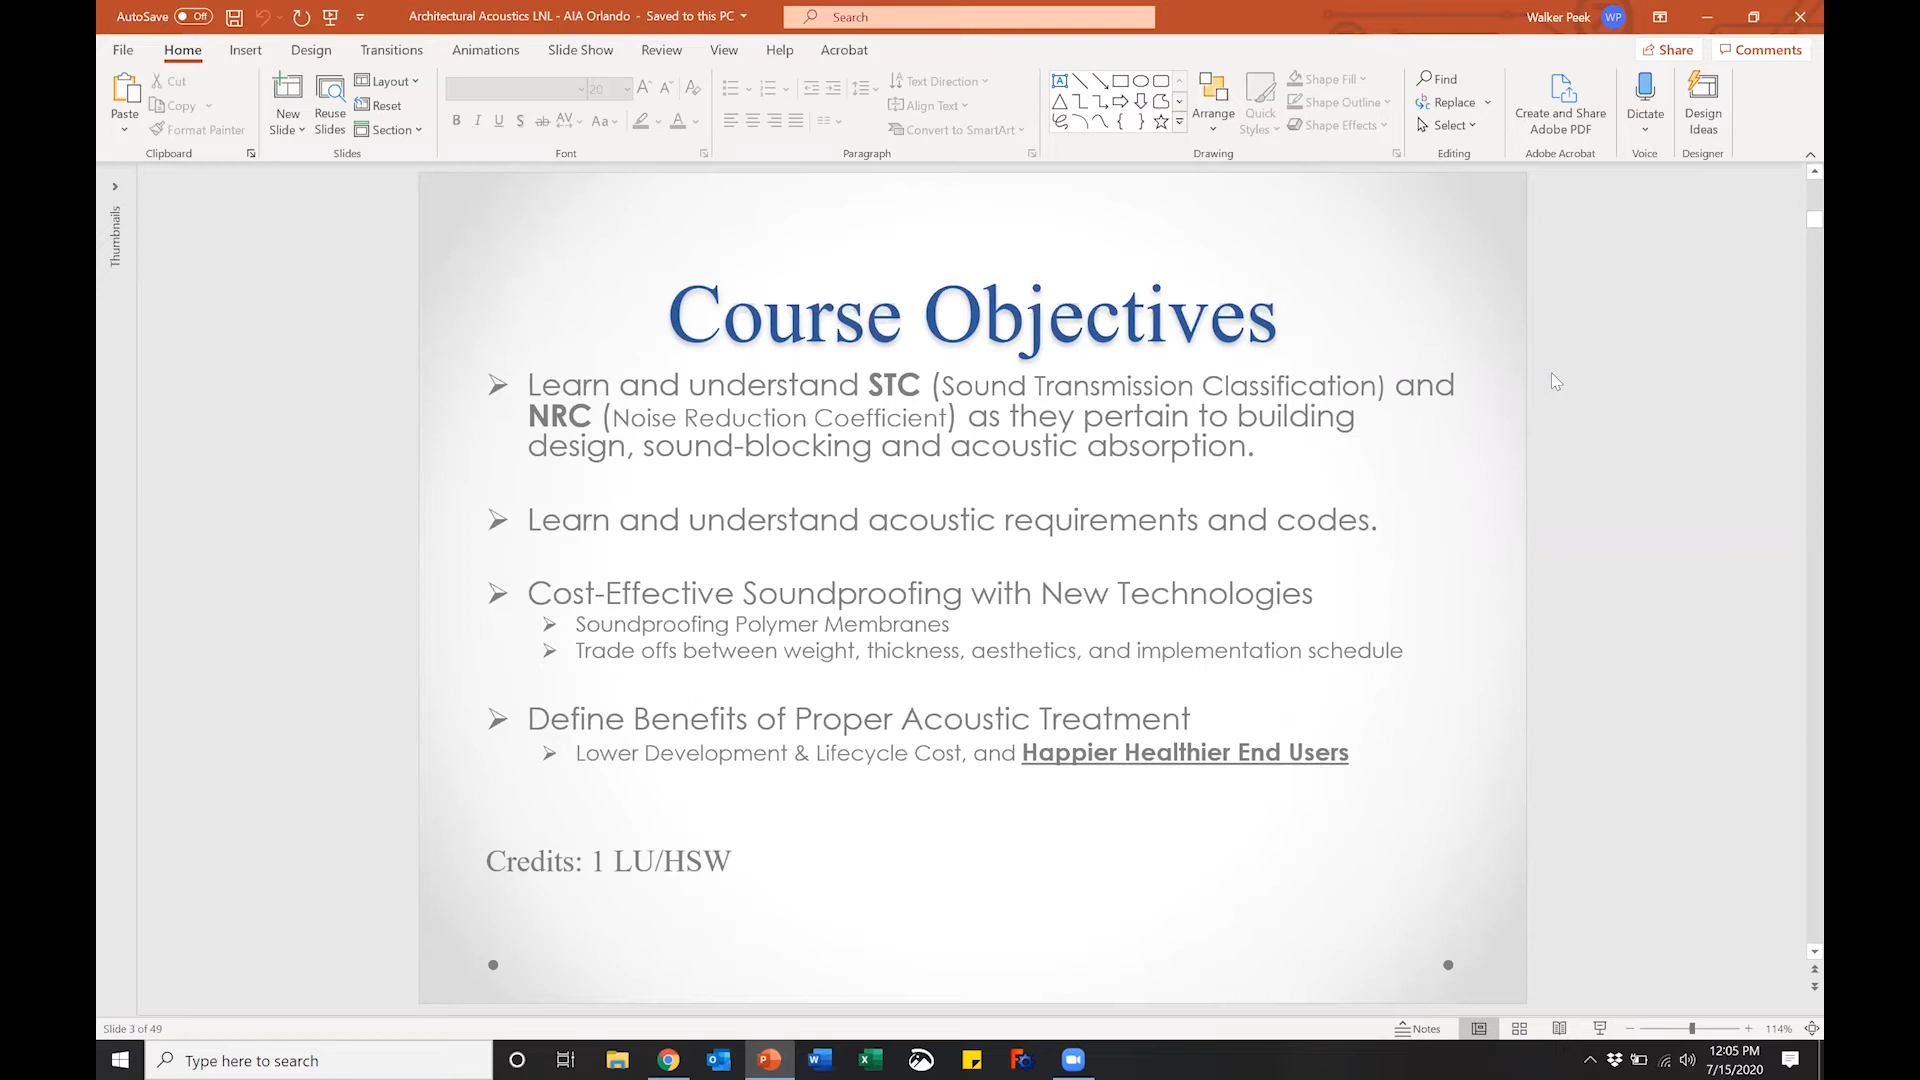 AutoSave Off
Architectural Acoustics LNL - AIA Orlando - Saved to this PC
Search
Walker Peek WP
File Home Insert Design Transitions Animations Slide Show Review View Help Acrobat
Share Comments
Paste
Cut
Copy
Format Painter
Clipboard
New Slide
Reuse Slides
Layout
Reset
Section
Slides
20
B I U S ab AV Aa A
Font
Text Direction
Align Text
Convert to SmartArt
Paragraph
Arrange
Quick Styles
Shape Fill
Shape Outline
Shape Effects
Drawing
Find
Replace
Select
Editing
Create and Share Adobe PDF
Adobe Acrobat
Dictate
Voice
Design Ideas
Designer
Thumbnails
Course Objectives
Learn and understand STC (Sound Transmission Classification) and
NRC (Noise Reduction Coefficient) as they pertain to building
design, sound-blocking and acoustic absorption.
Learn and understand acoustic requirements and codes.
Cost-Effective Soundproofing with New Technologies
Soundproofing Polymer Membranes
Trade offs between weight, thickness, aesthetics, and implementation schedule
Define Benefits of Proper Acoustic Treatment
Lower Development & Lifecycle Cost, and Happier Healthier End Users
Credits: 1 LU/HSW
Slide 3 of 49
Notes
114%
Type here to search
12:05 PM
7/15/2020